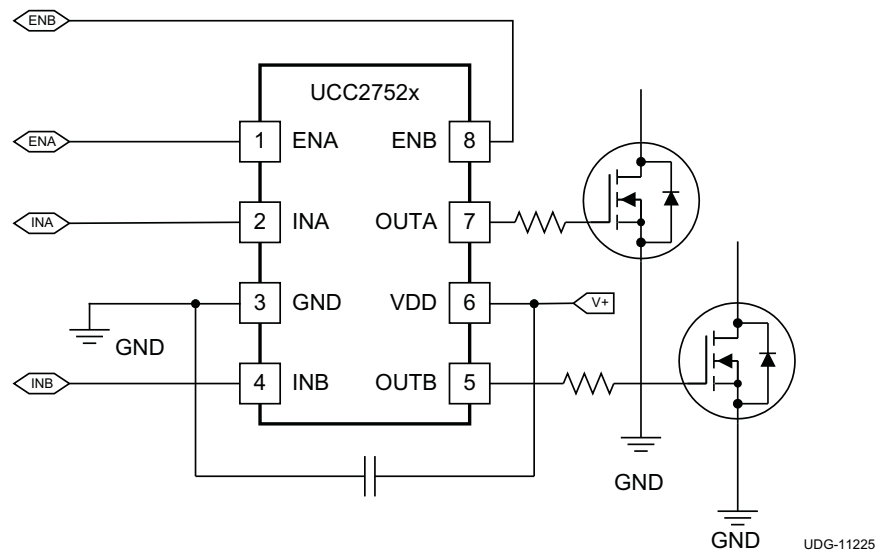 ENB
UCC2752x
ENA
1 ENA ENB 8
INA
2 INA OUTA 7
3 GND VDD 6
V+
GND
INB
4 INB OUTB 5
GND
GND
UDG-11225